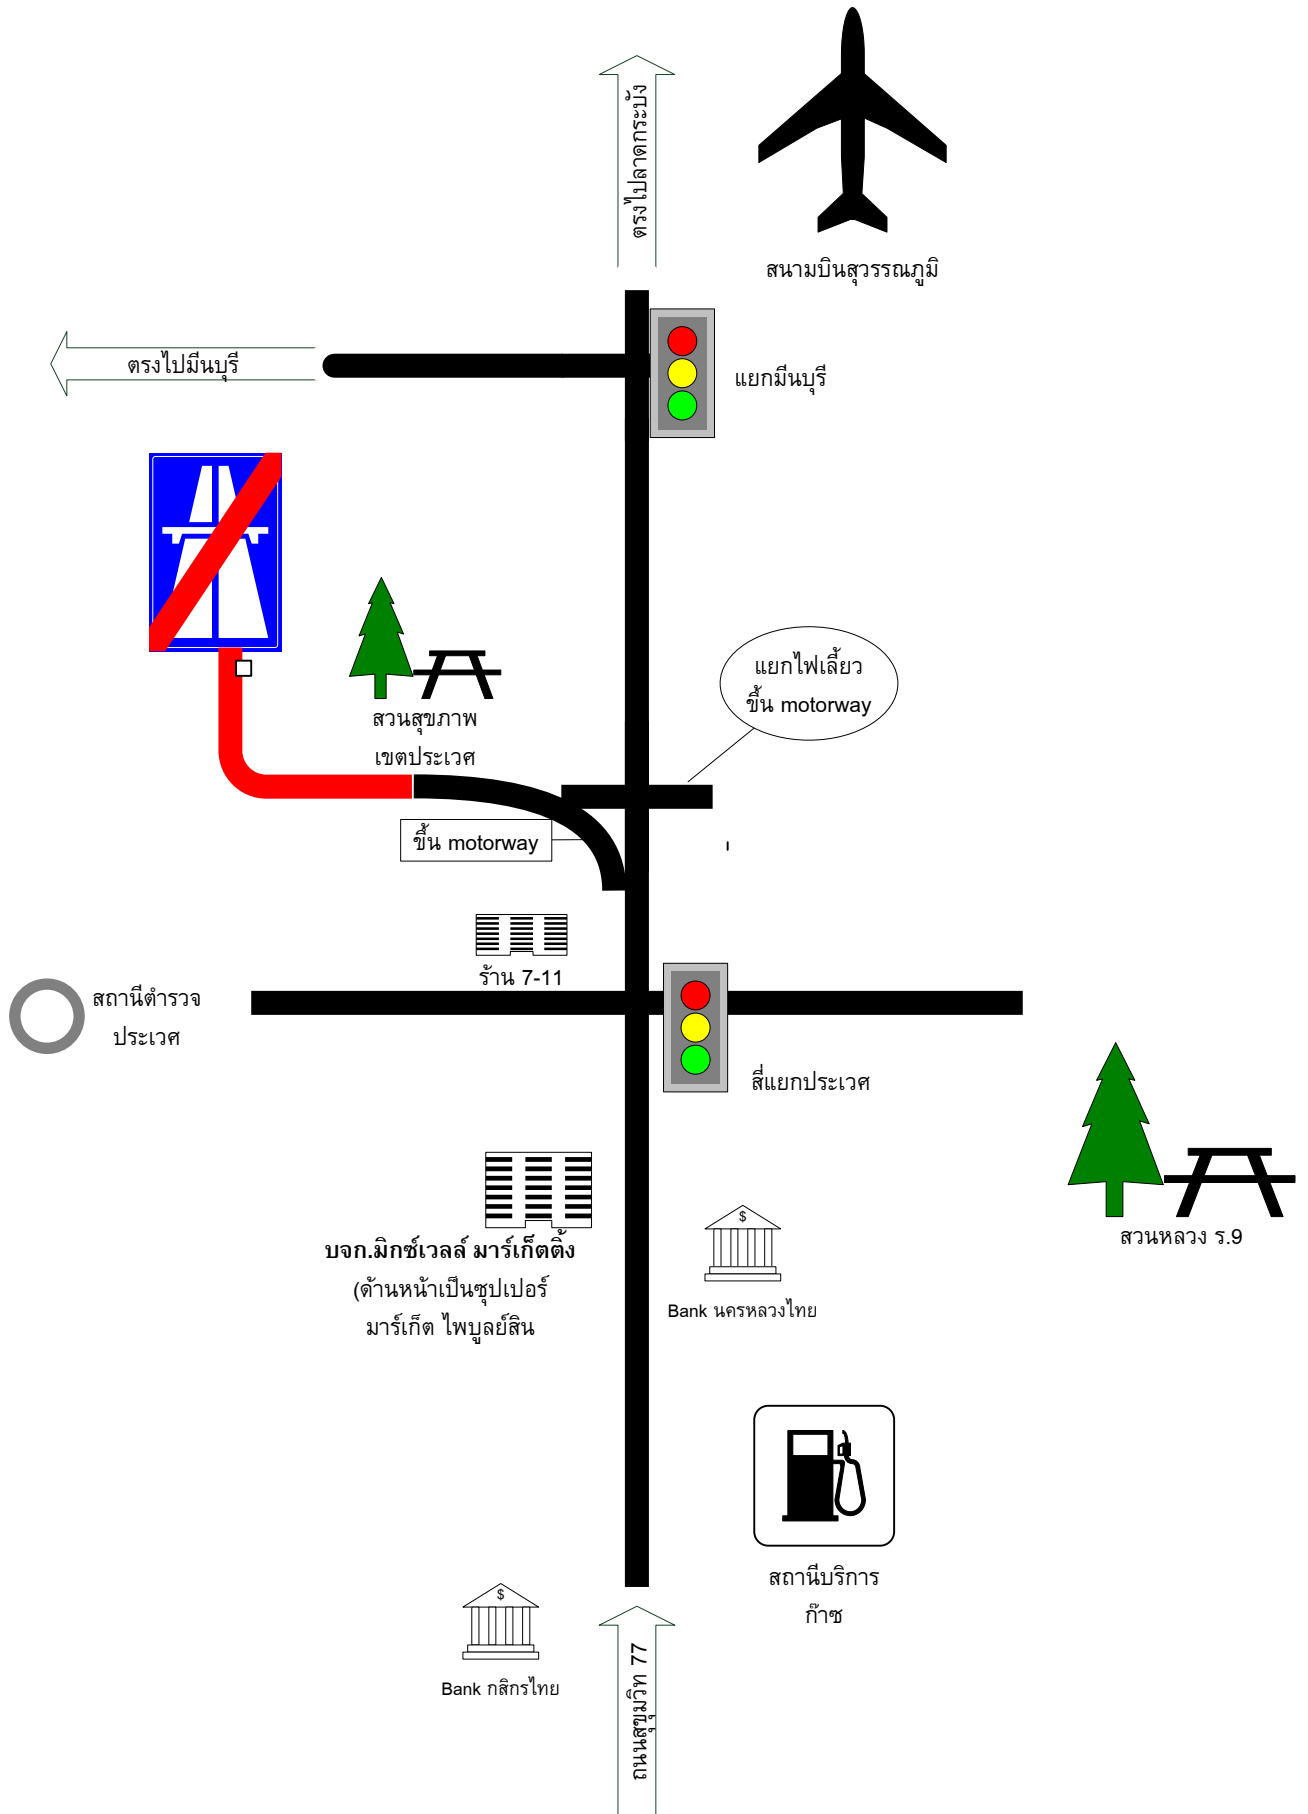 ตรงไปลาดกระบัง
สนามบินสุวรรณภูมิ
ตรงไปมีนบุรี
แยกมีนบุรี
แยกไฟเลี้ยว
ขึ้น motorway
สวนสุขภาพ
เขตประเวศ
ขึ้น motorway
ร้าน 7-11
สถานีตำรวจ
ประเวศ
สี่แยกประเวศ
บจก.มิกซ์เวลล์ มาร์เก็ตติ้ง
(ด้านหน้าเป็นซุปเปอร์
มาร์เก็ต ไพบูลย์สิน
$
Bank นครหลวงไทย
สวนหลวง ร.9
สถานีบริการ
ก๊าซ
$
Bank กสิกรไทย
ถนนสุขุมวิท 77